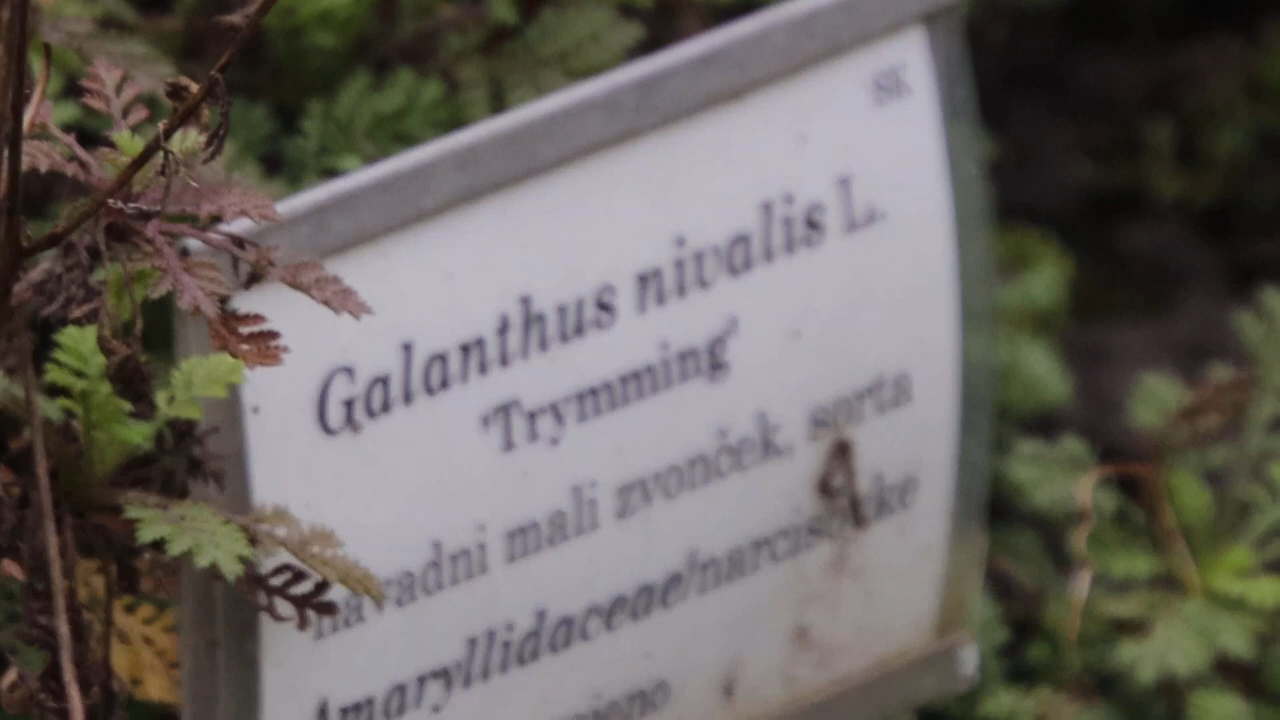 SK
Galanthus nivalis L.
'Trymming'
navadni mali zvonček, sorta
Amaryllidaceae/narcisovke